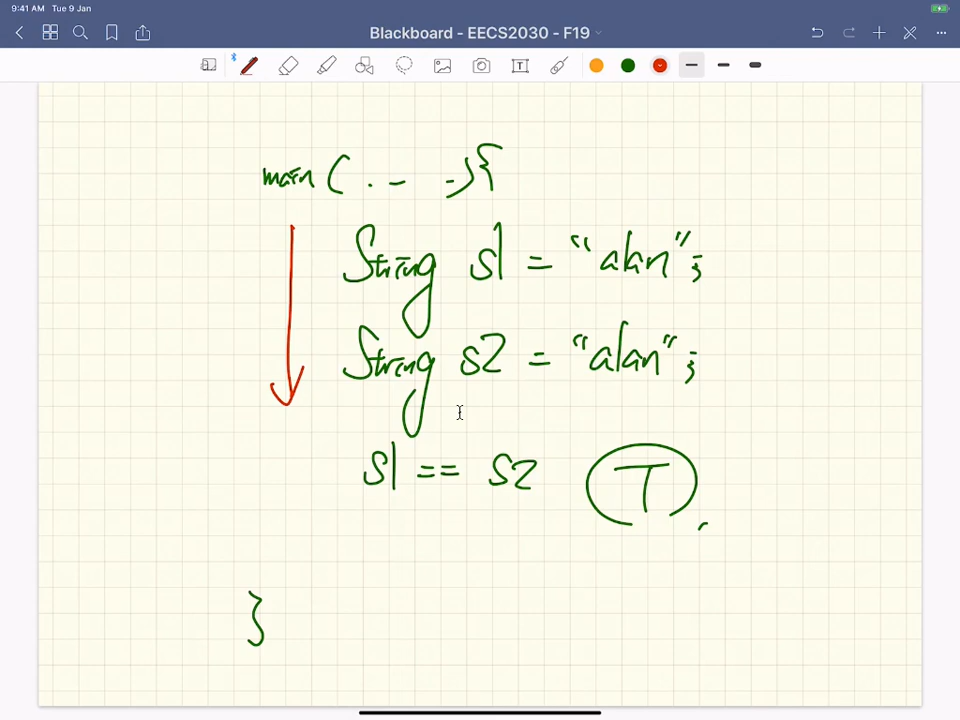 9:41 AM Tue 9 Jan
Blackboard - EECS2030 - F19
T
main ( . - -) {
String s1 = "alan";
String s2 = "alan";
s1 == s2 T
}